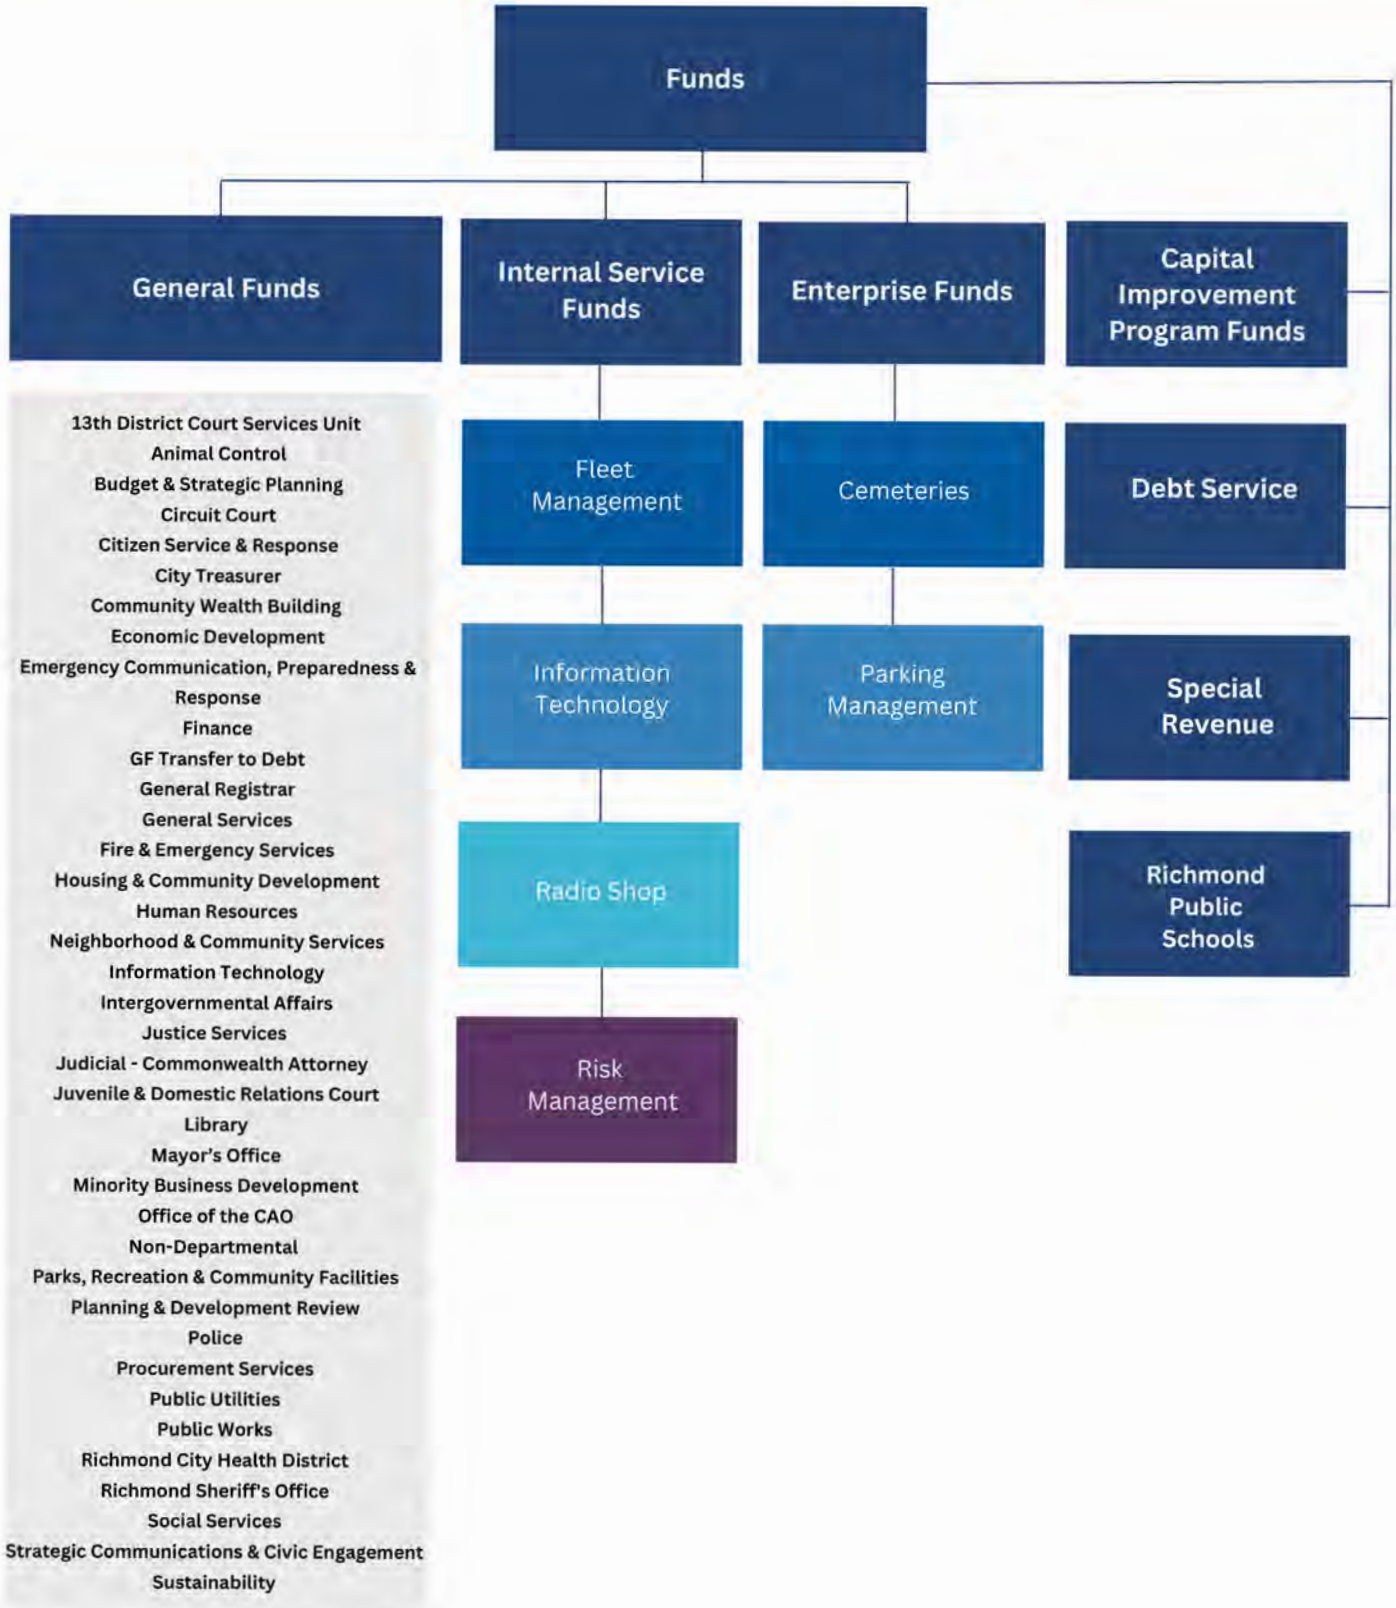 Funds
General Funds
13th District Court Services Unit
Animal Control
Budget & Strategic Planning
Circuit Court
Citizen Service & Response
City Treasurer
Community Wealth Building
Economic Development
Emergency Communication, Preparedness &
Response
Finance
GF Transfer to Debt
General Registrar
General Services
Fire & Emergency Services
Housing & Community Development
Human Resources
Neighborhood & Community Services
Information Technology
Intergovernmental Affairs
Justice Services
Judicial - Commonwealth Attorney
Juvenile & Domestic Relations Court
Library
Mayor's Office
Minority Business Development
Office of the CAO
Non-Departmental
Parks, Recreation & Community Facilities
Planning & Development Review
Police
Procurement Services
Public Utilities
Public Works
Richmond City Health District
Richmond Sheriff's Office
Social Services
Strategic Communications & Civic Engagement
Sustainability
Internal Service
Funds
Fleet
Management
Information
Technology
Radio Shop
Risk
Management
Enterprise Funds
Cemeteries
Parking
Management
Capital
Improvement
Program Funds
Debt Service
Special
Revenue
Richmond
Public
Schools